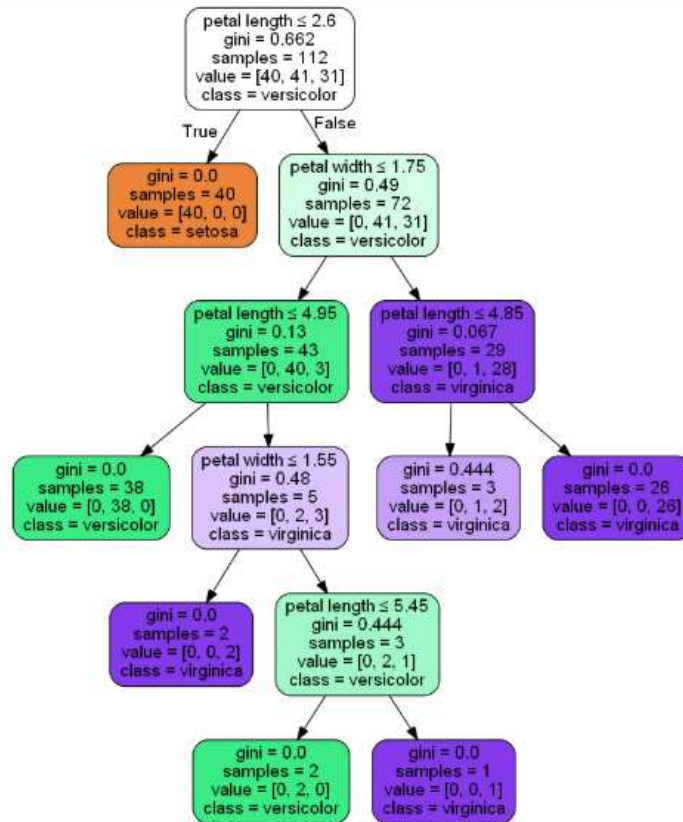 petal length ≤ 2.6
gini = 0.662
samples = 112
value = [40, 41, 31]
class = versicolor
True
False
gini = 0.0
samples = 40
value = [40, 0, 0]
class = setosa
petal width ≤ 1.75
gini = 0.49
samples = 72
value = [0, 41, 31]
class = versicolor
petal length ≤ 4.95
gini = 0.13
samples = 43
value = [0, 40, 3]
class = versicolor
petal length ≤ 4.85
gini = 0.067
samples = 29
value = [0, 1, 28]
class = virginica
gini = 0.0
samples = 38
value = [0, 38, 0]
class = versicolor
petal width ≤ 1.55
gini = 0.48
samples = 5
value = [0, 2, 3]
class = virginica
gini = 0.444
samples = 3
value = [0, 1, 2]
class = virginica
gini = 0.0
samples = 26
value = [0, 0, 26]
class = virginica
gini = 0.0
samples = 2
value = [0, 0, 2]
class = virginica
petal length ≤ 5.45
gini = 0.444
samples = 3
value = [0, 2, 1]
class = versicolor
gini = 0.0
samples = 2
value = [0, 2, 0]
class = versicolor
gini = 0.0
samples = 1
value = [0, 0, 1]
class = virginica